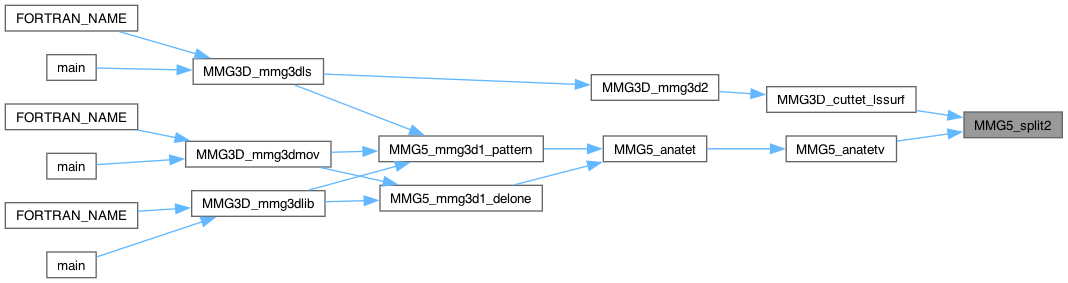 FORTRAN_NAME
main
MMG3D_mmg3dls
MMG3D_mmg3d2
MMG3D_cuttet_lssurf
MMG5_split2
FORTRAN_NAME
main
MMG3D_mmg3dmov
MMG5_mmg3d1_pattern
MMG5_anatet
MMG5_anatetv
FORTRAN_NAME
main
MMG3D_mmg3dlib
MMG5_mmg3d1_delone